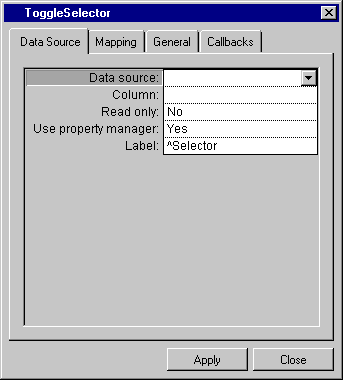 ToggleSelector
Data Source Mapping General Callbacks
Data source:
Column:
Read only: No
Use property manager: Yes
Label: ^Selector
Apply Close